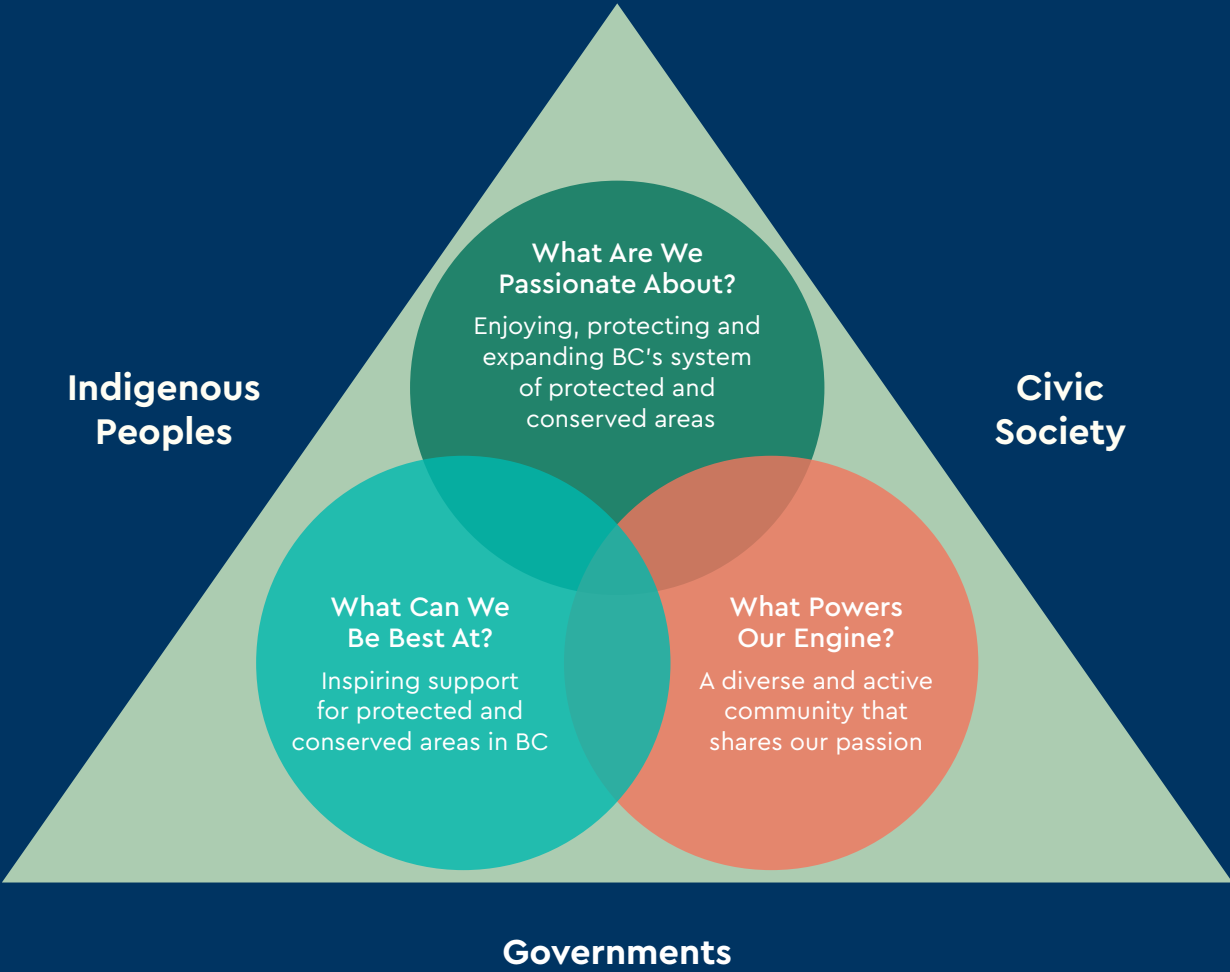 What Are We
Passionate About?
Enjoying, protecting and
expanding BC's system
of protected and
conserved areas
Indigenous
Peoples
Civic
Society
What Can We
Be Best At?
Inspiring support
for protected and
conserved areas in BC
What Powers
Our Engine?
A diverse and active
community that
shares our passion
Governments